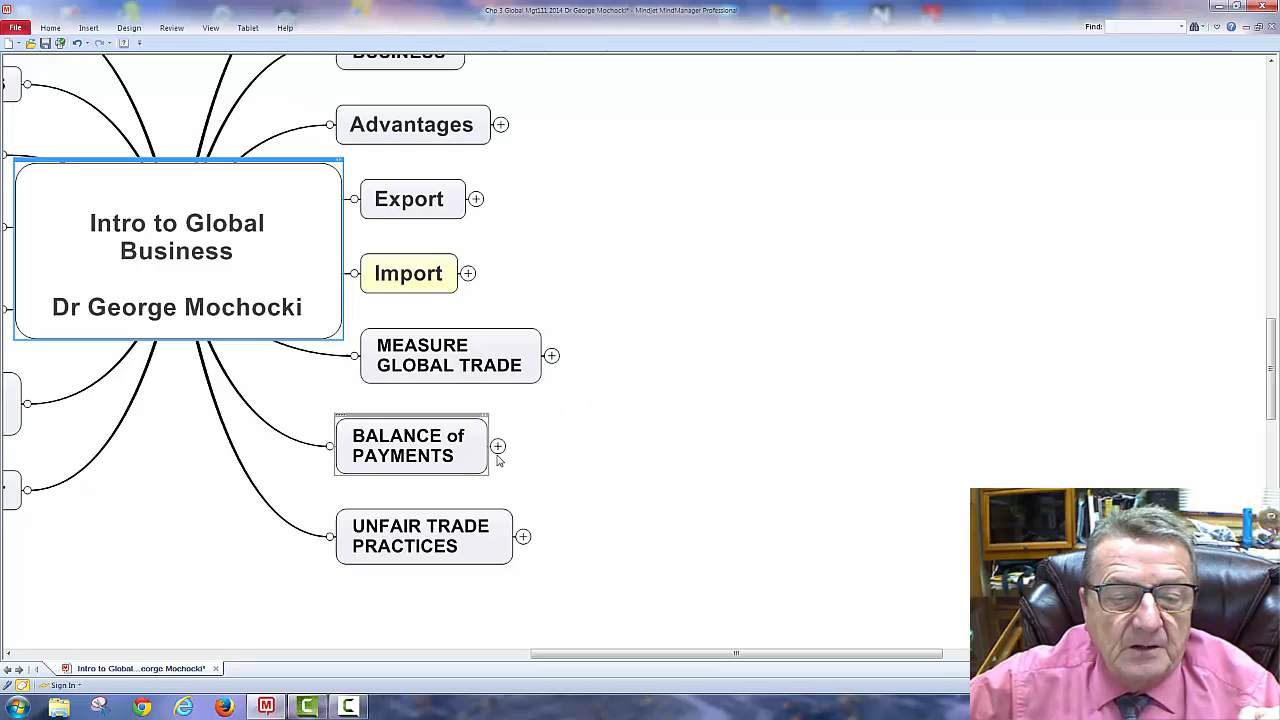 Chp 3 Global Mgt111 2014 Dr George Mochocki* - Mindjet MindManager Professional
File Home Insert Design Review View Tablet Help
Find:
BUSINESS
Advantages
Export
Intro to Global
Business
Dr George Mochocki
Import
MEASURE
GLOBAL TRADE
BALANCE of
PAYMENTS
UNFAIR TRADE
PRACTICES
Intro to Global...eorge Mochocki*
Sign In